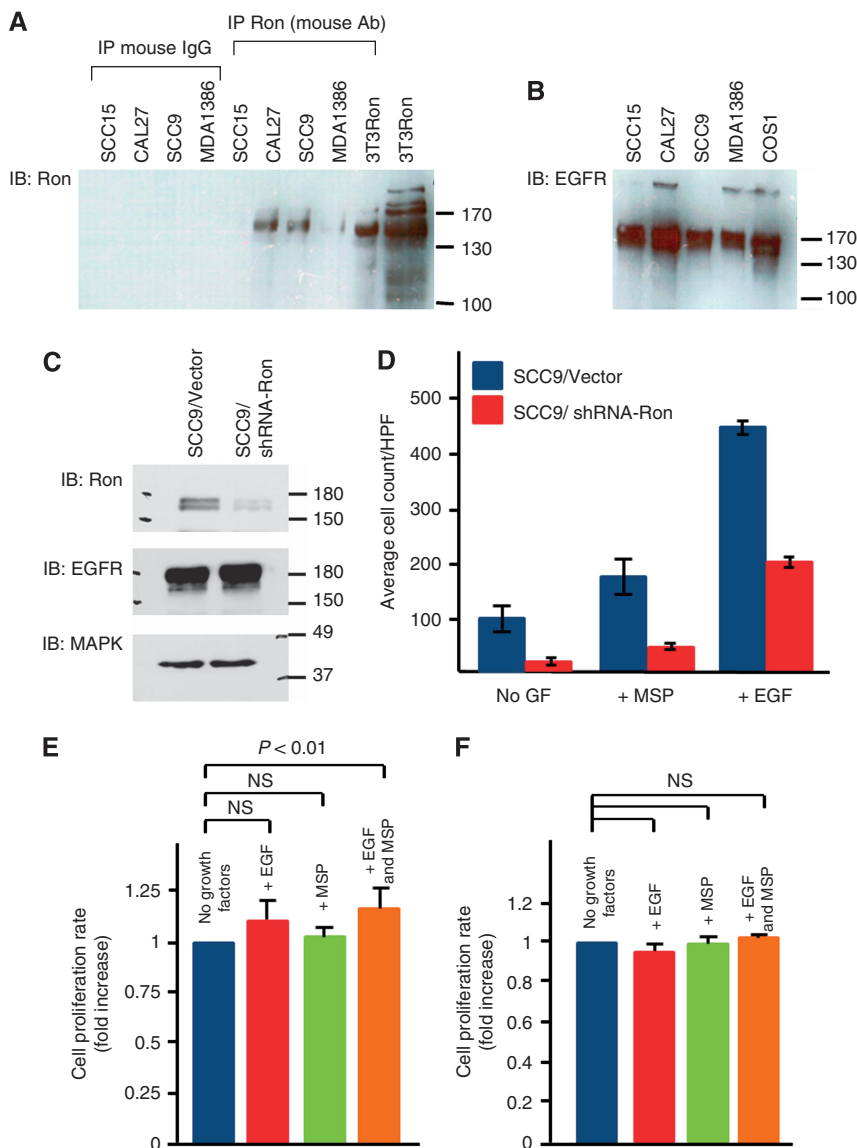 A
IP mouse IgG
IP Ron (mouse Ab)
SCC15
CAL27
SCC9
MDA1386
SCC15
CAL27
SCC9
MDA1386
3T3Ron
3T3Ron
IB: Ron
170
130
100
B
SCC15
CAL27
SCC9
MDA1386
COS1
IB: EGFR
170
130
100
C
SCC9/Vector
SCC9/
shRNA-Ron
IB: Ron
180
150
IB: EGFR
180
150
IB: MAPK
49
37
D
SCC9/Vector
SCC9/ shRNA-Ron
Average cell count/HPF
500
400
300
200
100
No GF
+ MSP
+ EGF
E
P < 0.01
NS
NS
No growth
factors
+ EGF
+ MSP
+ EGF
and MSP
Cell proliferation rate
(fold increase)
1.25
1
0.75
0.5
0.25
0
F
NS
No growth
factors
+ EGF
+ MSP
+ EGF
and MSP
Cell proliferation rate
(fold increase)
1.2
1
0.8
0.6
0.4
0.2
0